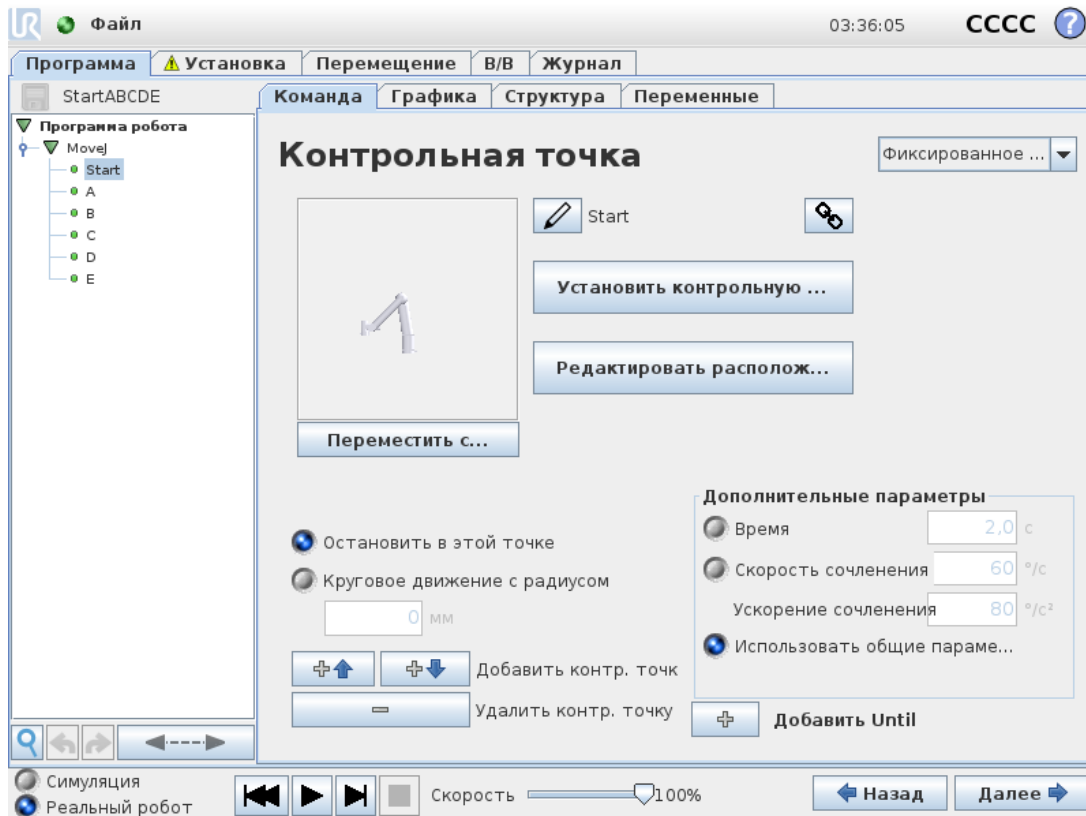 UR Файл 03:36:05 CCCC ?
Программа Установка Перемещение В/В Журнал
StartABCDE Команда Графика Структура Переменные
Программа робота
MoveJ
Start
A
B
C
D
E
Контрольная точка Фиксированное ...
Start
Установить контрольную ...
Редактировать располож...
Переместить с...
Остановить в этой точке
Круговое движение с радиусом
0 мм
Добавить контр. точк
Удалить контр. точку
Дополнительные параметры
Время 2,0 с
Скорость сочленения 60 °/с
Ускорение сочленения 80 °/с²
Использовать общие параме...
Добавить Until
Симуляция
Реальный робот
Скорость 100%
Назад Далее